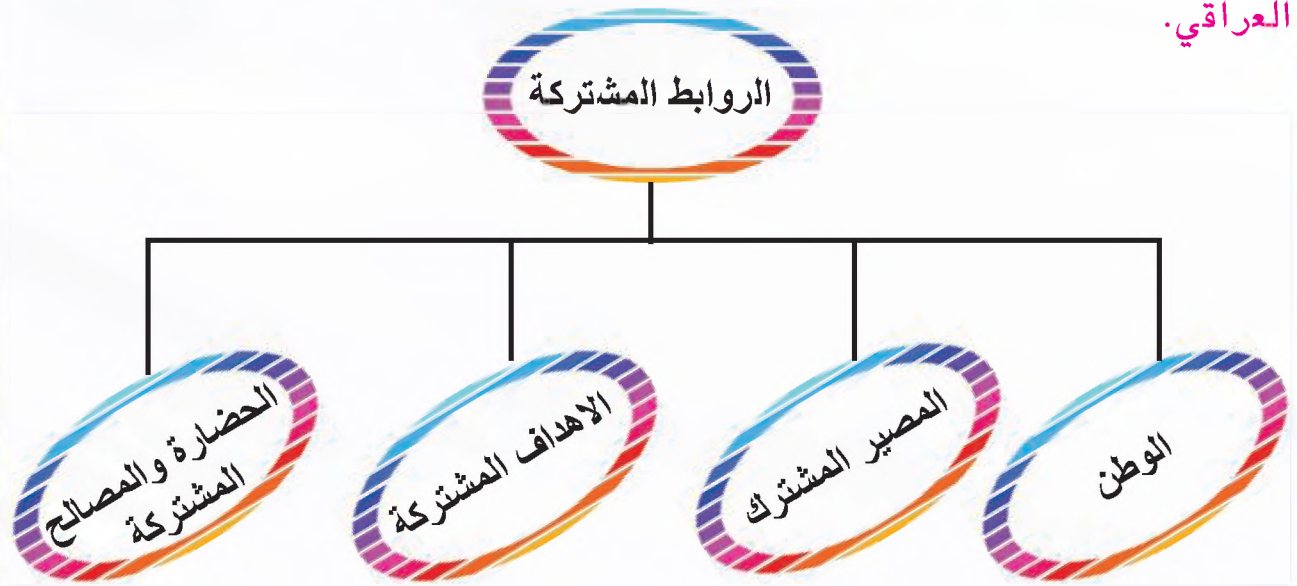 العراقي.
الروابط المشتركة
الوطن
المصير المشترك
الاهداف المشتركة
الحضارة والمصالح
المشتركة